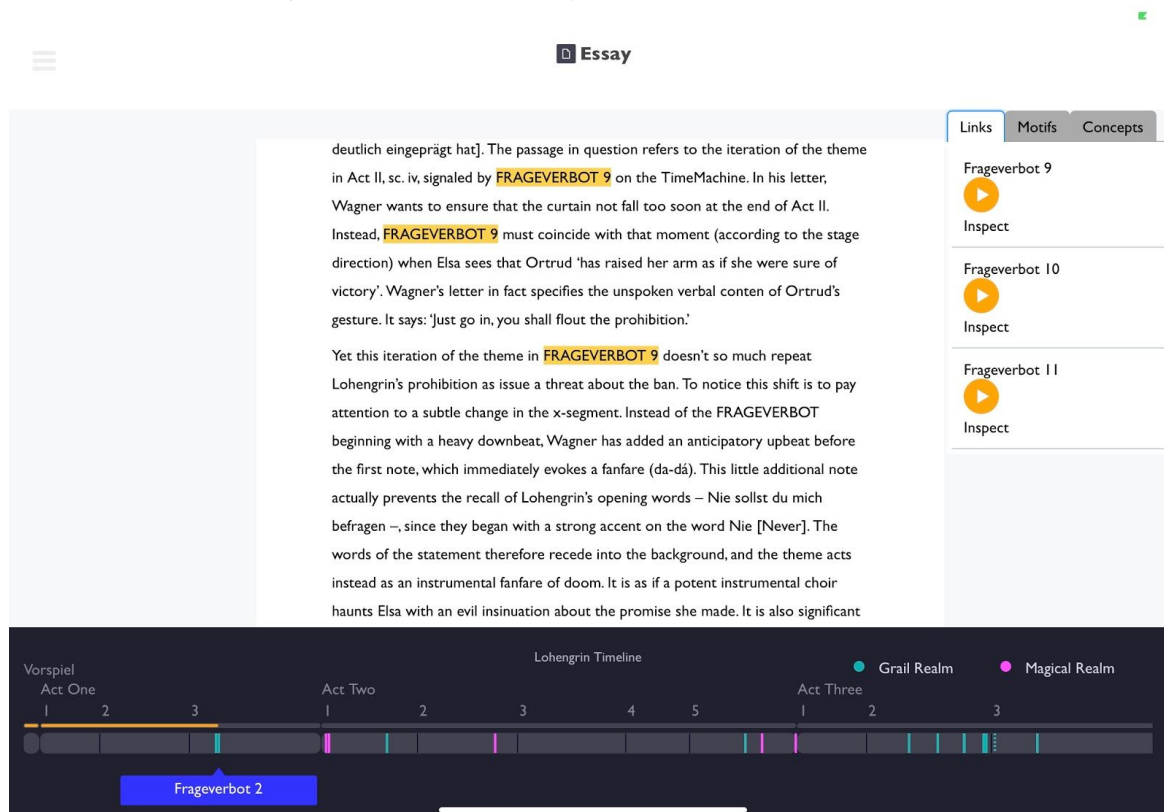 Essay
Links Motifs Concepts
deutlich eingeprägt hat]. The passage in question refers to the iteration of the theme
in Act II, sc. iv, signaled by FRAGEVERBOT 9 on the TimeMachine. In his letter,
Wagner wants to ensure that the curtain not fall too soon at the end of Act II.
Instead, FRAGEVERBOT 9 must coincide with that moment (according to the stage
direction) when Elsa sees that Ortrud ‘has raised her arm as if she were sure of
victory’. Wagner’s letter in fact specifies the unspoken verbal conten of Ortrud’s
gesture. It says: ‘Just go in, you shall flout the prohibition.’
Yet this iteration of the theme in FRAGEVERBOT 9 doesn’t so much repeat
Lohengrin’s prohibition as issue a threat about the ban. To notice this shift is to pay
attention to a subtle change in the x-segment. Instead of the FRAGEVERBOT
beginning with a heavy downbeat, Wagner has added an anticipatory upbeat before
the first note, which immediately evokes a fanfare (da-dá). This little additional note
actually prevents the recall of Lohengrin’s opening words – Nie sollst du mich
befragen –, since they began with a strong accent on the word Nie [Never]. The
words of the statement therefore recede into the background, and the theme acts
instead as an instrumental fanfare of doom. It is as if a potent instrumental choir
haunts Elsa with an evil insinuation about the promise she made. It is also significant
Frageverbot 9
Inspect
Frageverbot 10
Inspect
Frageverbot 11
Inspect
Lohengrin Timeline
Grail Realm Magical Realm
Vorspiel
Act One Act Two Act Three
1 2 3 1 2 3 4 5 1 2 3
Frageverbot 2